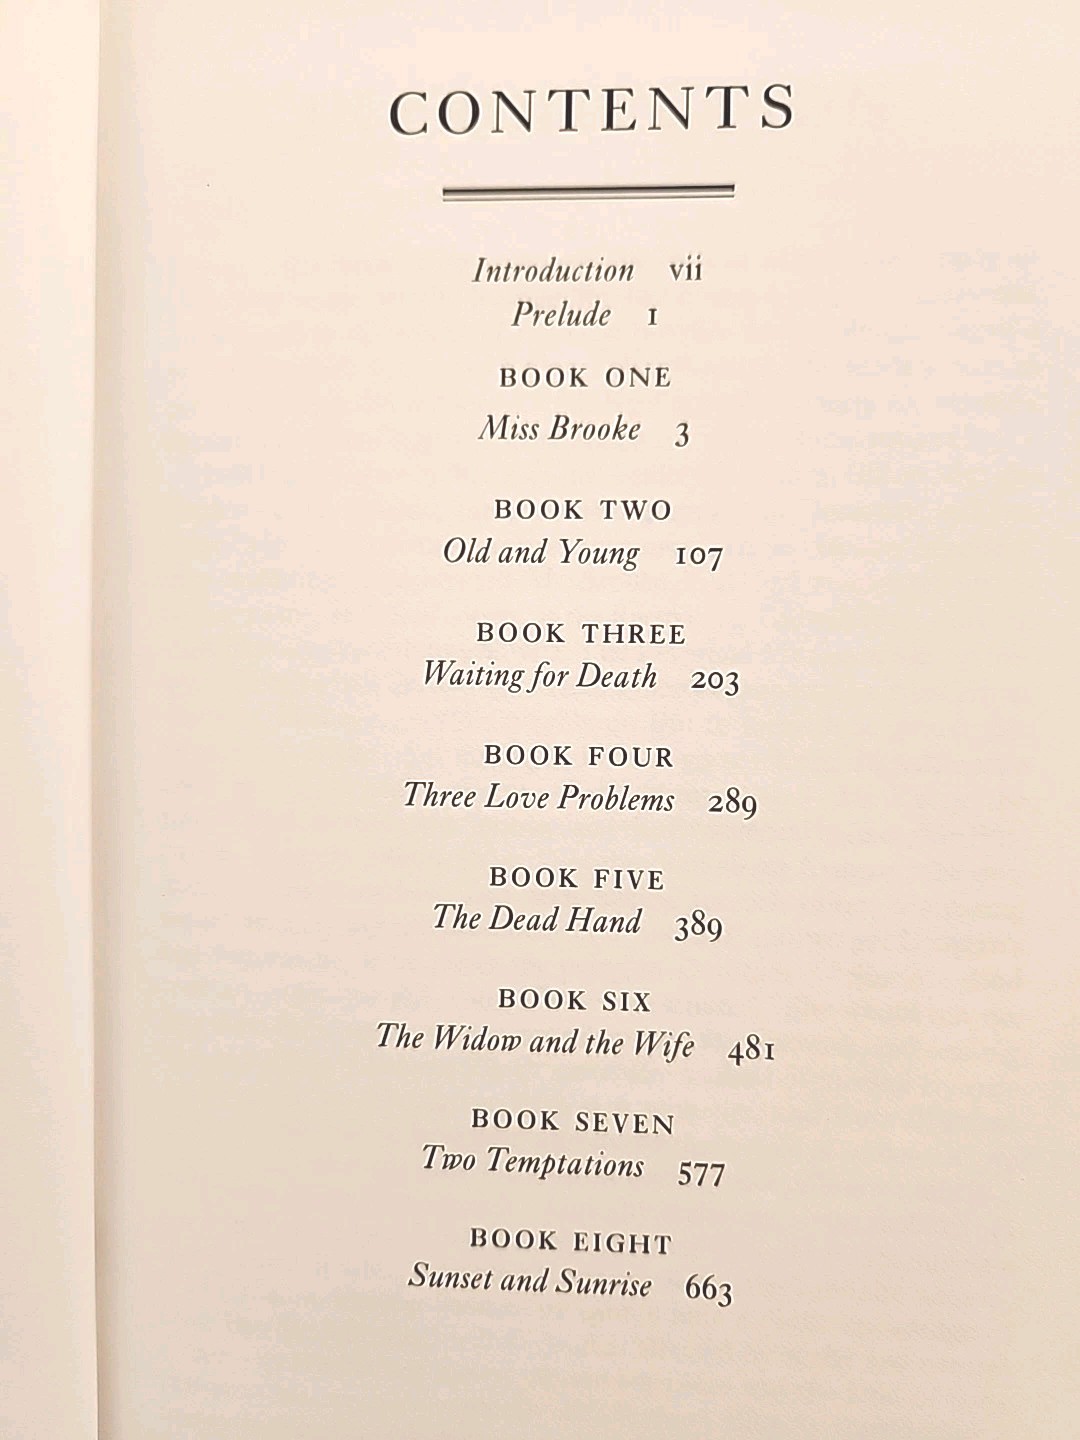 CONTENTS
Introduction vii
Prelude 1
BOOK ONE
Miss Brooke 3
BOOK TWO
Old and Young 107
BOOK THREE
Waiting for Death 203
BOOK FOUR
Three Love Problems 289
BOOK FIVE
The Dead Hand 389
BOOK SIX
The Widow and the Wife 481
BOOK SEVEN
Two Temptations 577
BOOK EIGHT
Sunset and Sunrise 663